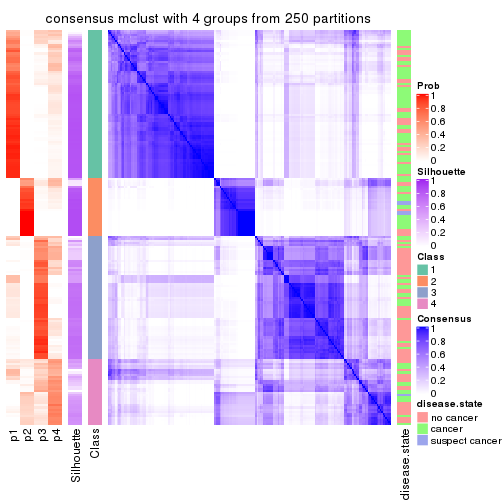 consensus mclust with 4 groups from 250 partitions
Prob
1
0.8
0.6
0.4
0.2
0
Silhouette
1
0.8
0.6
0.4
0.2
0
Class
1
2
3
4
Consensus
1
0.8
0.6
0.4
0.2
0
disease.state
no cancer
cancer
suspect cancer
p1
p2
p3
p4
Silhouette
Class
disease.state